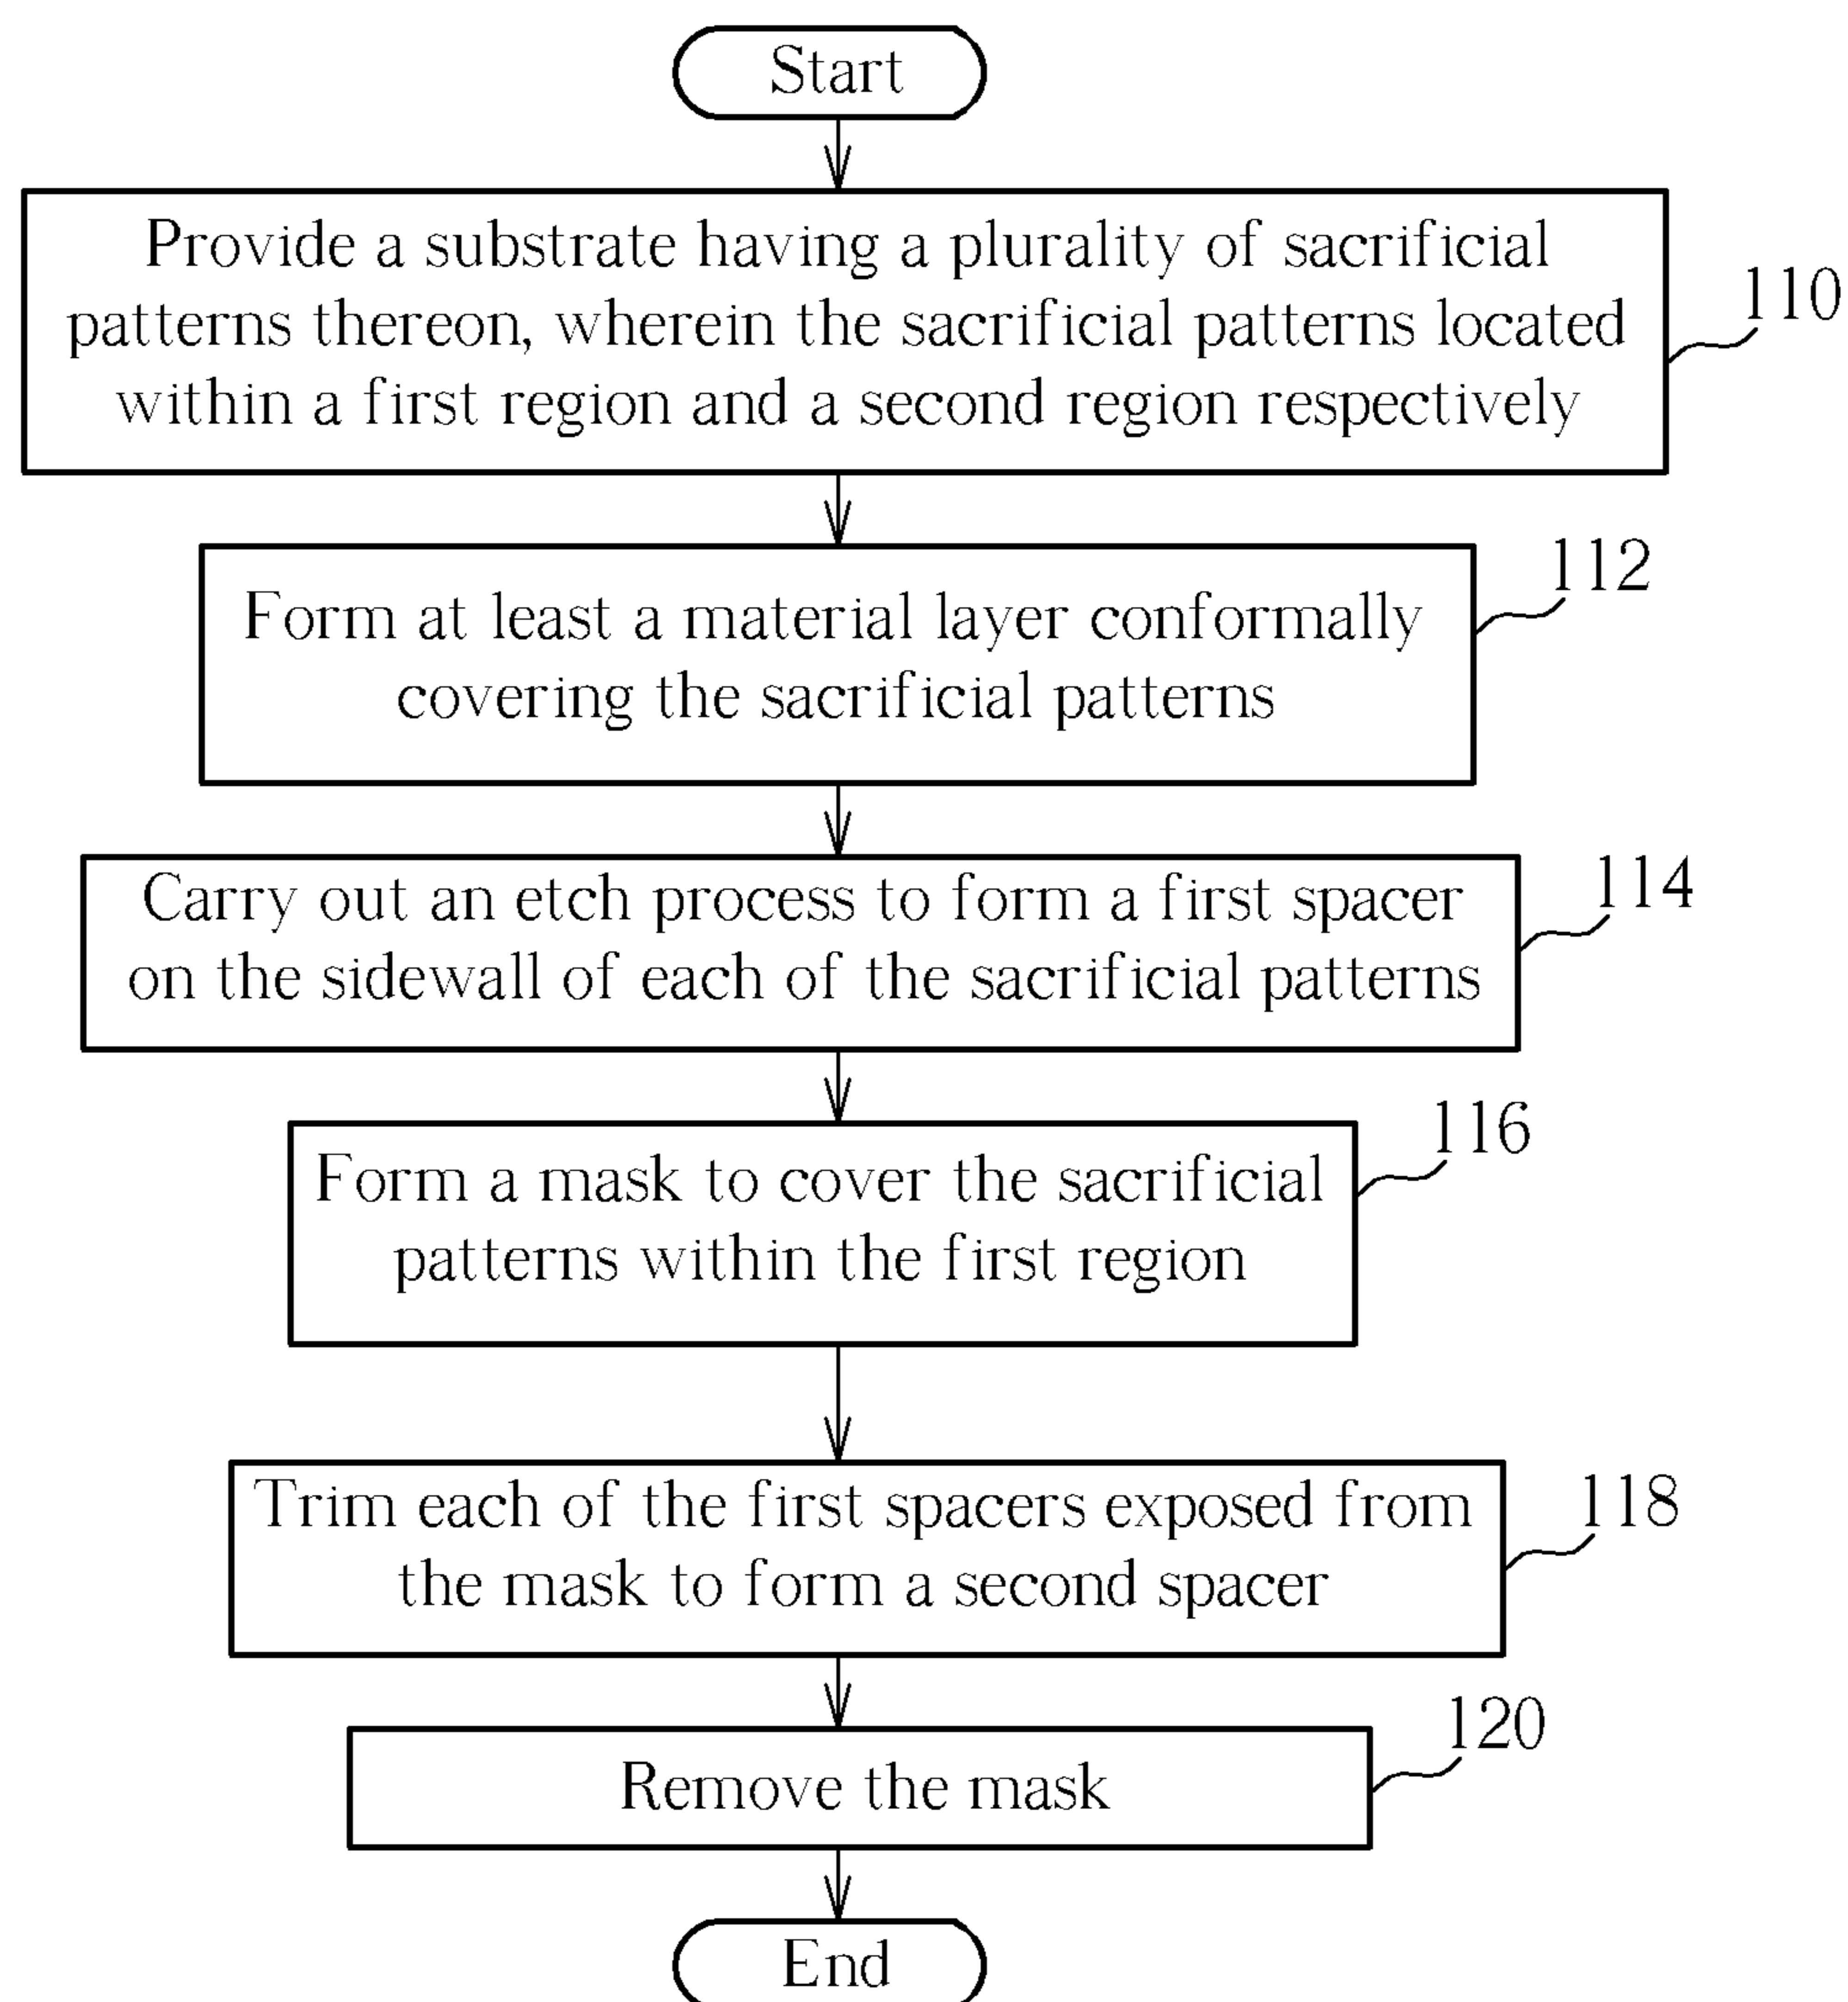 Start
Provide a substrate having a plurality of sacrificial
patterns thereon, wherein the sacrificial patterns located
within a first region and a second region respectively
110
Form at least a material layer conformally
covering the sacrificial patterns
112
Carry out an etch process to form a first spacer
on the sidewall of each of the sacrificial patterns
114
Form a mask to cover the sacrificial
patterns within the first region
116
Trim each of the first spacers exposed from
the mask to form a second spacer
118
Remove the mask
120
End